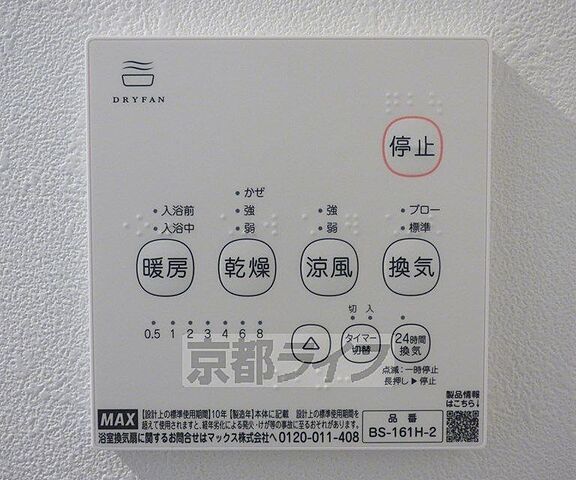 DRYFAN
停止
かぜ
入浴前 強 強 ブロー
入浴中 弱 弱 標準
暖房 乾燥 涼風 換気
切 入
0.5 1 2 3 4 6 8
△ タイマー 切替 24時間 換気
点滅:一時停止
長押し▶停止
京都ライフ
製品情報
はこちら↓
MAX 【設計上の標準使用期間】10年【製造年】本体に記載 設計上の標準使用期間を
超えて使用されますと、経年劣化による発火・けが等の事故に至るおそれがあります。
浴室換気扇に関するお問合せはマックス株式会社へ 0120-011-408
品番
BS-161H-2